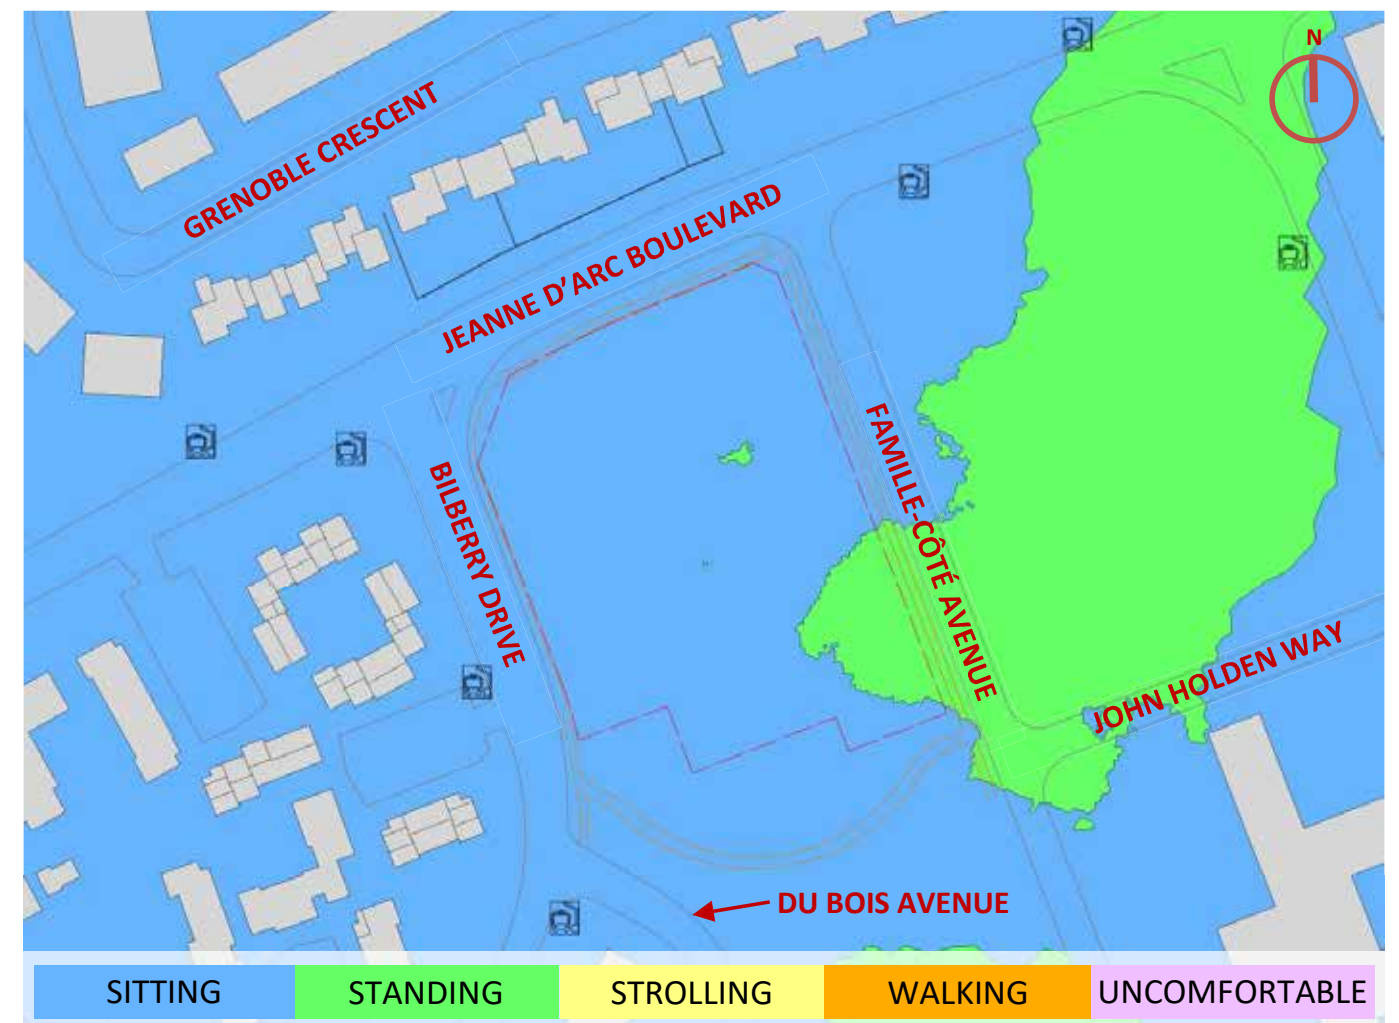 N
GRENOBLE CRESCENT
JEANNE D'ARC BOULEVARD
FAMILLE-CÔTÉ AVENUE
BILBERRY DRIVE
JOHN HOLDEN WAY
DU BOIS AVENUE
SITTING
STANDING
STROLLING
WALKING
UNCOMFORTABLE